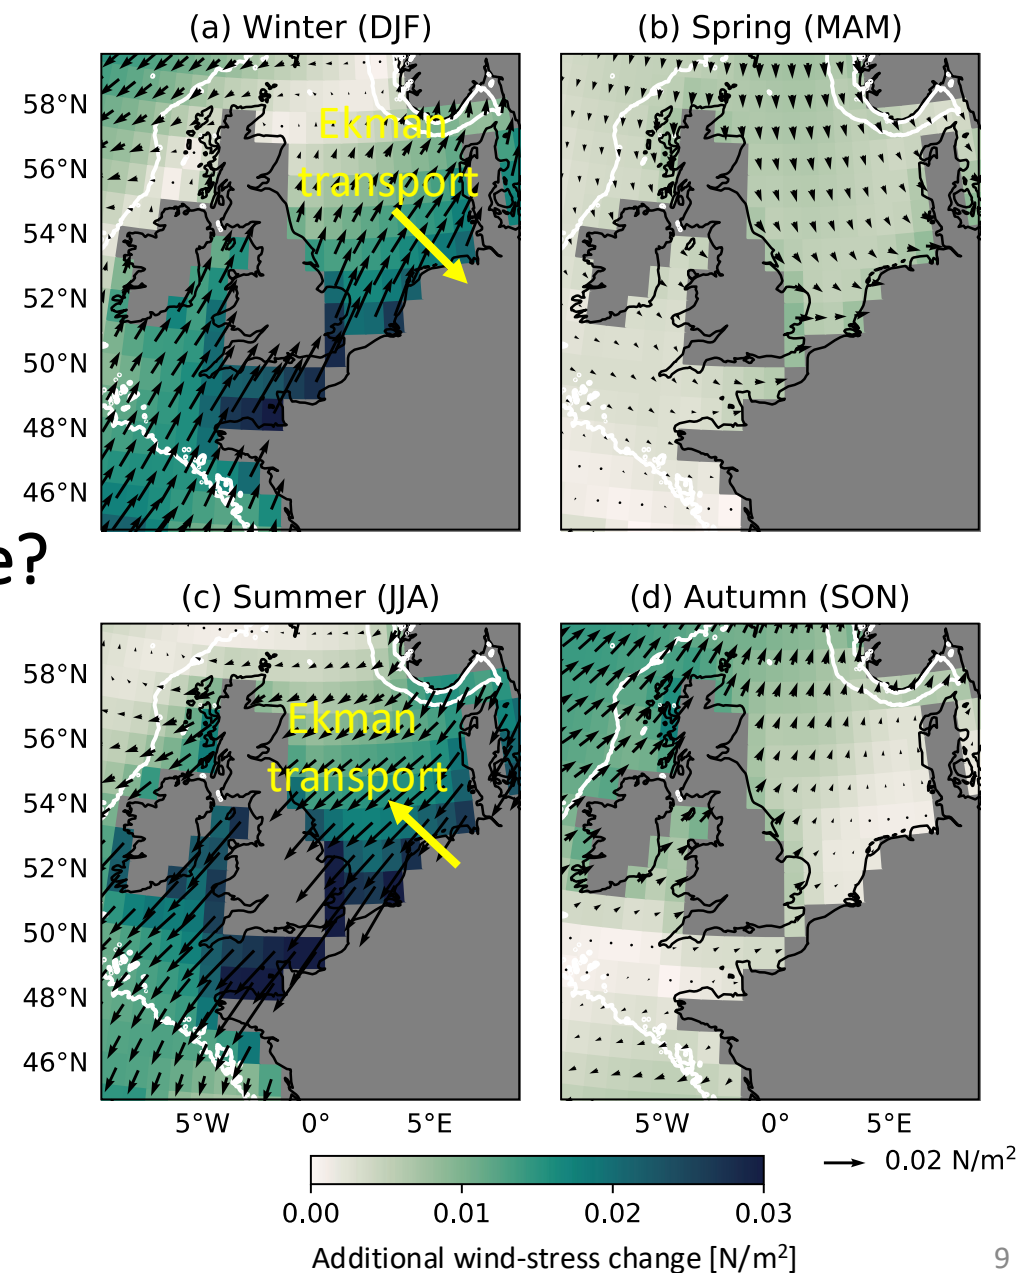 (a) Winter (DJF)
(b) Spring (MAM)
58°N
56°N
54°N
52°N
50°N
48°N
46°N
Ekman
transport
e?
(c) Summer (JJA)
(d) Autumn (SON)
58°N
56°N
54°N
52°N
50°N
48°N
46°N
Ekman
transport
5°W 0° 5°E
5°W 0° 5°E
0.02 N/m²
0.00 0.01 0.02 0.03
Additional wind-stress change [N/m²]
9